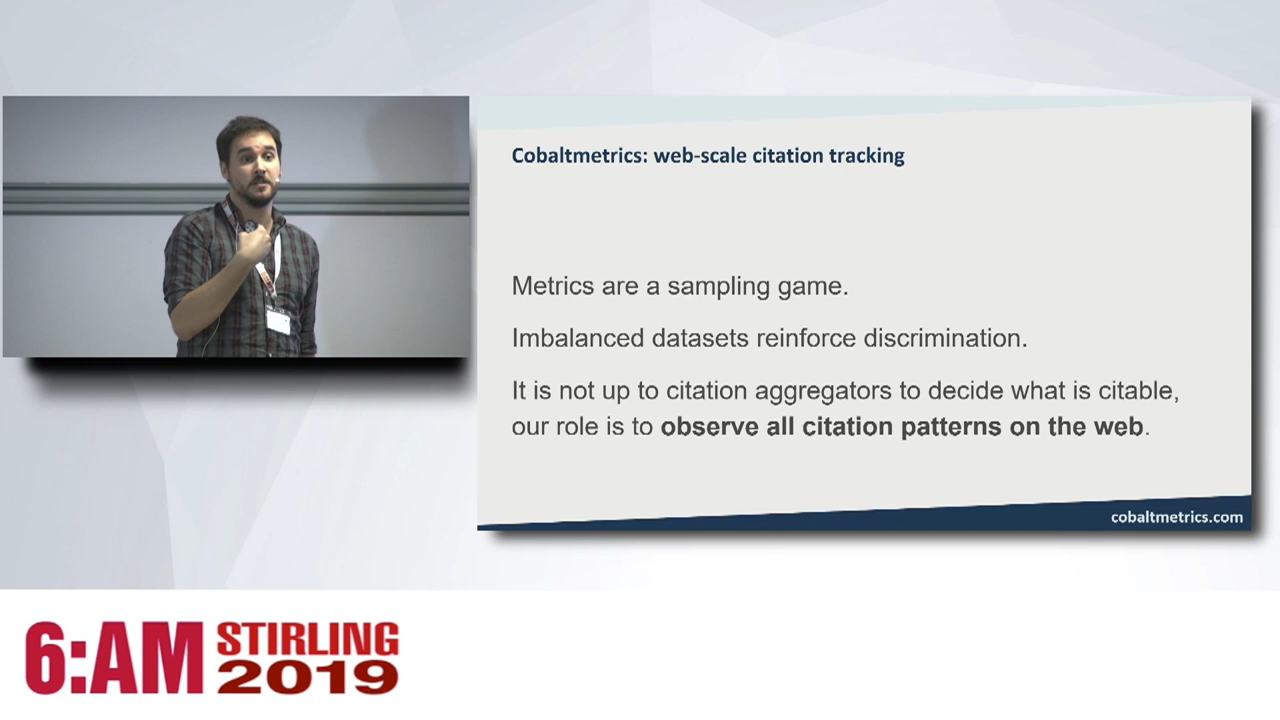 Cobaltmetrics: web-scale citation tracking
Metrics are a sampling game.
Imbalanced datasets reinforce discrimination.
It is not up to citation aggregators to decide what is citable,
our role is to observe all citation patterns on the web.
cobaltmetrics.com
6:AM STIRLING
2019